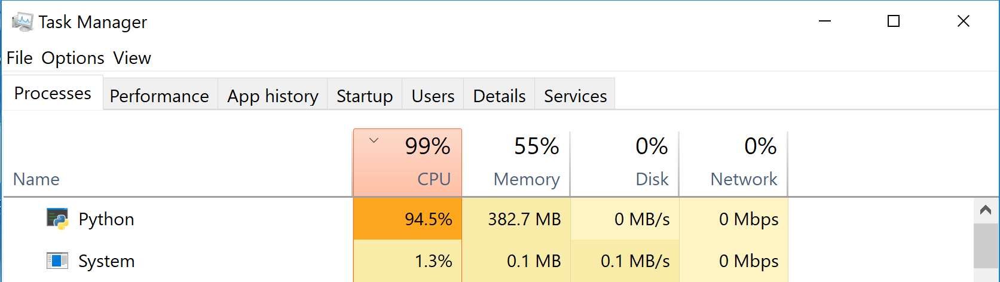 Task Manager
File Options View
Processes Performance App history Startup Users Details Services
99% 55% 0% 0%
Name CPU Memory Disk Network
Python 94.5% 382.7 MB 0 MB/s 0 Mbps
System 1.3% 0.1 MB 0.1 MB/s 0 Mbps